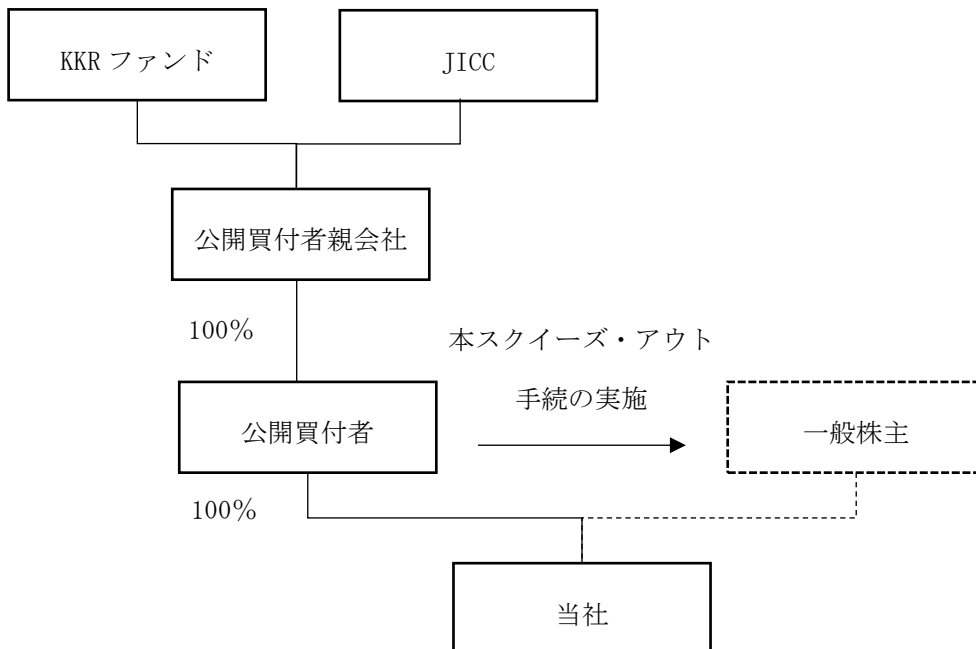 KKR ファンド
JICC
公開買付者親会社
100%
本スクイーズ・アウト
手続の実施
公開買付者
一般株主
100%
当社